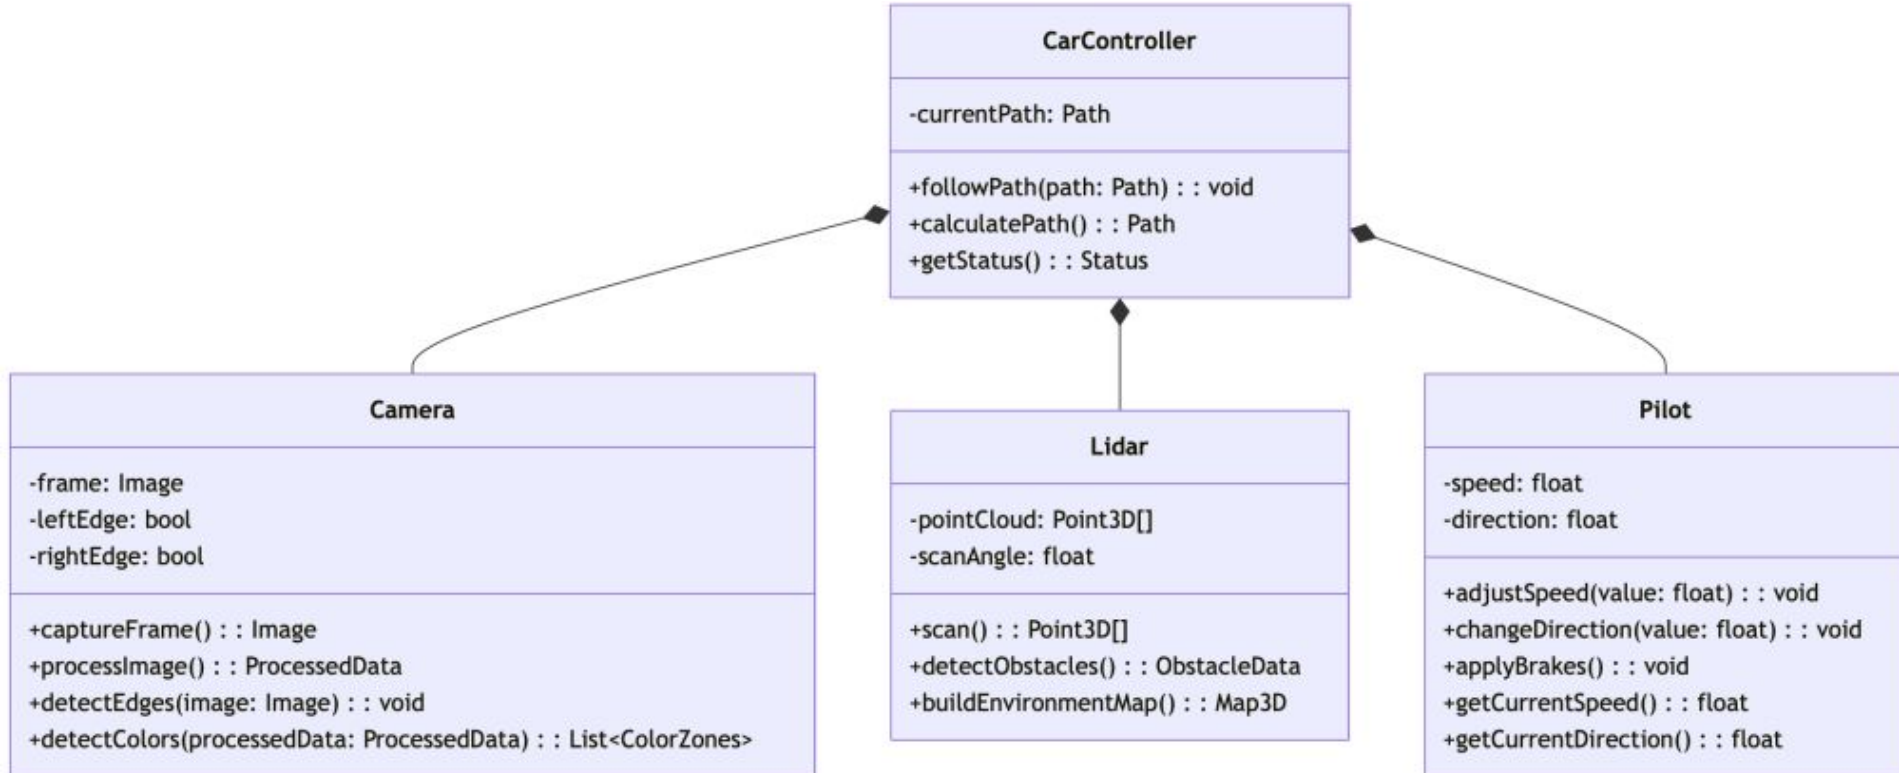 CarController
-currentPath: Path
+followPath(path: Path) : : void
+calculatePath() : : Path
+getStatus() : : Status
Camera
-frame: Image
-leftEdge: bool
-rightEdge: bool
+captureFrame() : : Image
+processImage() : : ProcessedData
+detectEdges(image: Image) : : void
+detectColors(processedData: ProcessedData) : : List<ColorZones>
Lidar
-pointCloud: Point3D[]
-scanAngle: float
+scan() : : Point3D[]
+detectObstacles() : : ObstacleData
+buildEnvironmentMap() : : Map3D
Pilot
-speed: float
-direction: float
+adjustSpeed(value: float) : : void
+changeDirection(value: float) : : void
+applyBrakes() : : void
+getCurrentSpeed() : : float
+getCurrentDirection() : : float